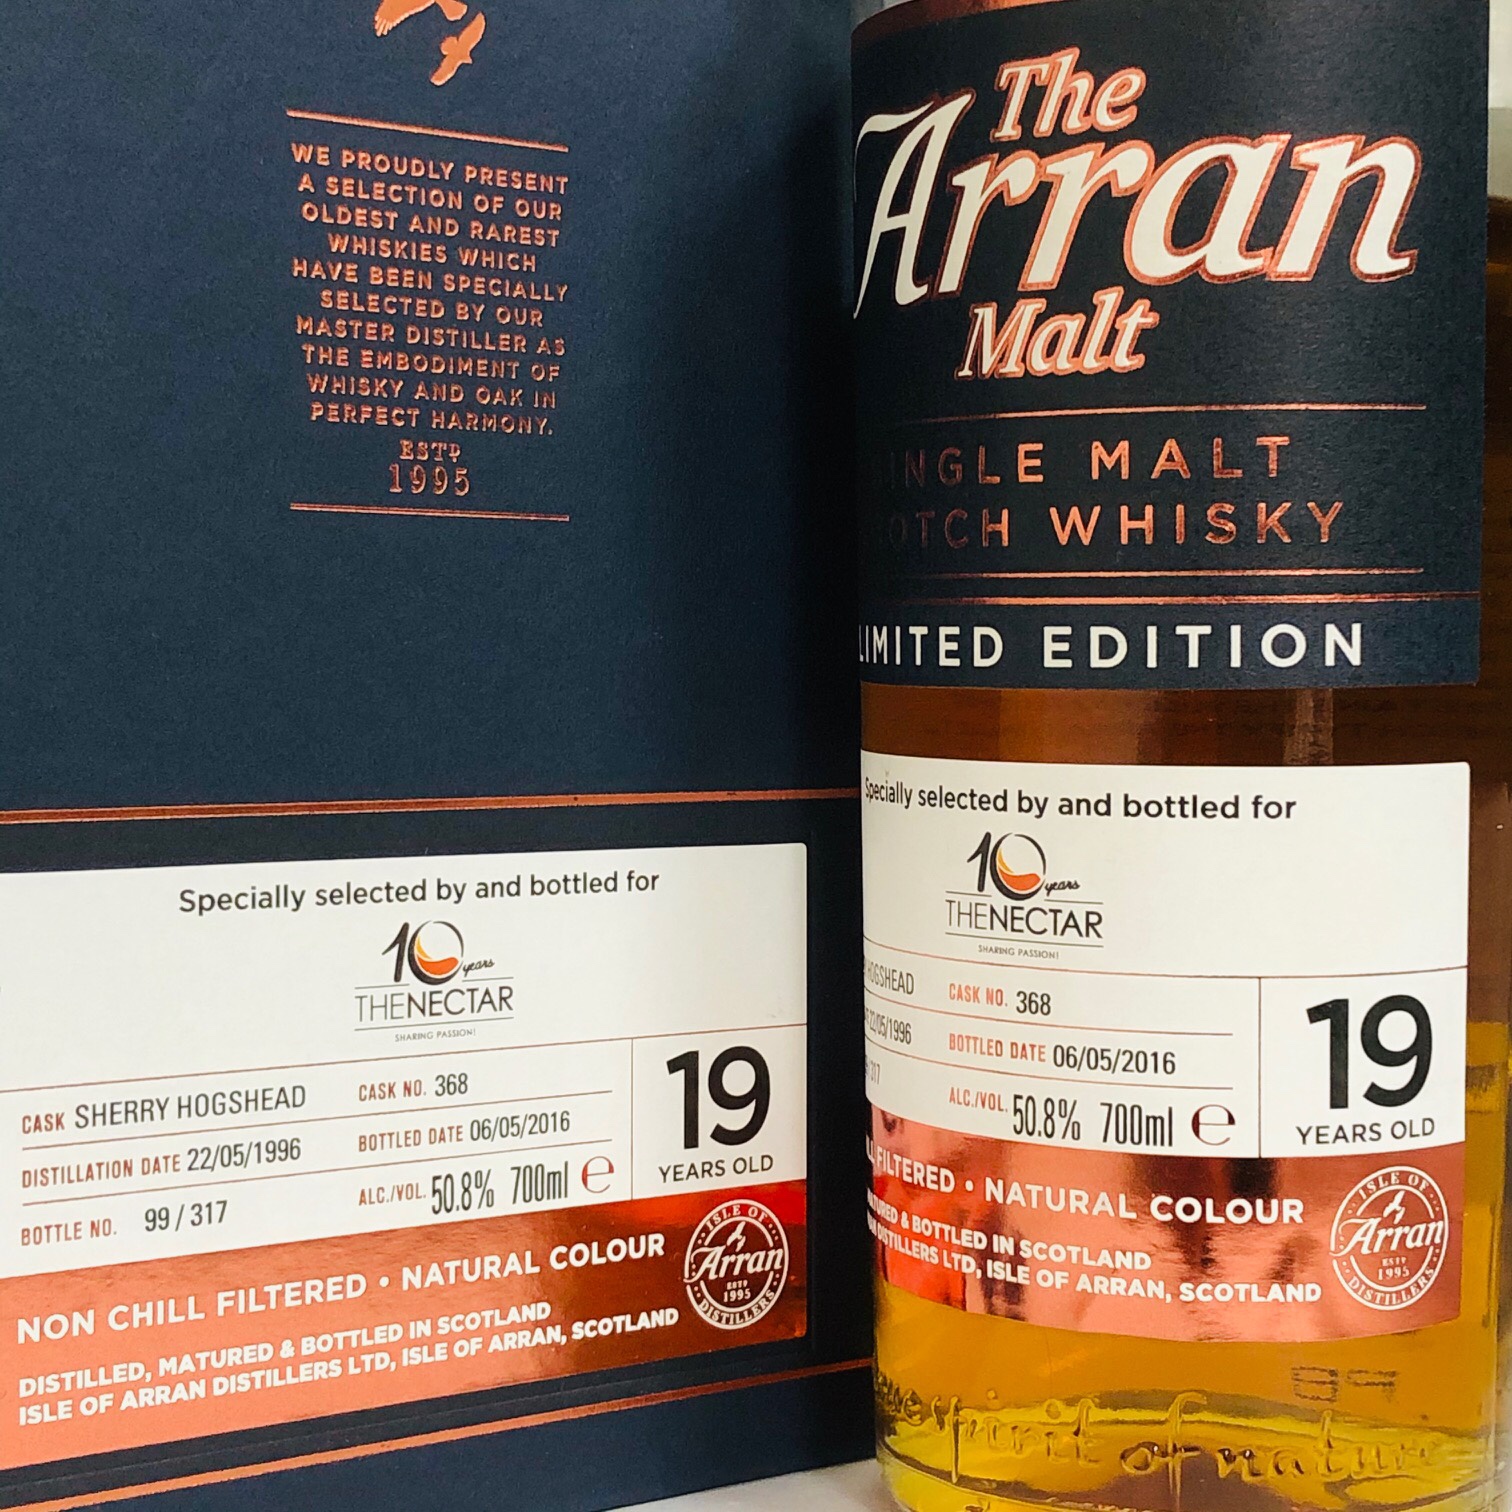 WE PROUDLY PRESENT
A SELECTION OF OUR
OLDEST AND RAREST
WHISKIES WHICH
HAVE BEEN SPECIALLY
SELECTED BY OUR
MASTER DISTILLER AS
THE EMBODIMENT OF
WHISKY AND OAK IN
PERFECT HARMONY.
ESTD
1995
Specially selected by and bottled for
10 years
THENECTAR
SHARING PASSION!
CASK SHERRY HOGSHEAD CASK NO. 368
DISTILLATION DATE 22/05/1996 BOTTLED DATE 06/05/2016
BOTTLE NO. 99 / 317 ALC./VOL. 50.8% 700ml e
19
YEARS OLD
NON CHILL FILTERED • NATURAL COLOUR
DISTILLED, MATURED & BOTTLED IN SCOTLAND
ISLE OF ARRAN DISTILLERS LTD, ISLE OF ARRAN, SCOTLAND
ISLE OF
Arran
ESTD
1995
DISTILLERS
The
Arran
Malt
INGLE MALT
OTCH WHISKY
LIMITED EDITION
Specially selected by and bottled for
10 years
THENECTAR
SHARING PASSION!
HOGSHEAD CASK NO. 368
22/05/1996 BOTTLED DATE 06/05/2016
/317 ALC./VOL. 50.8% 700ml e
19
YEARS OLD
FILTERED • NATURAL COLOUR
& BOTTLED IN SCOTLAND
DISTILLERS LTD, ISLE OF ARRAN, SCOTLAND
ISLE OF
Arran
ESTD
1995
DISTILLERS
spirit of nature